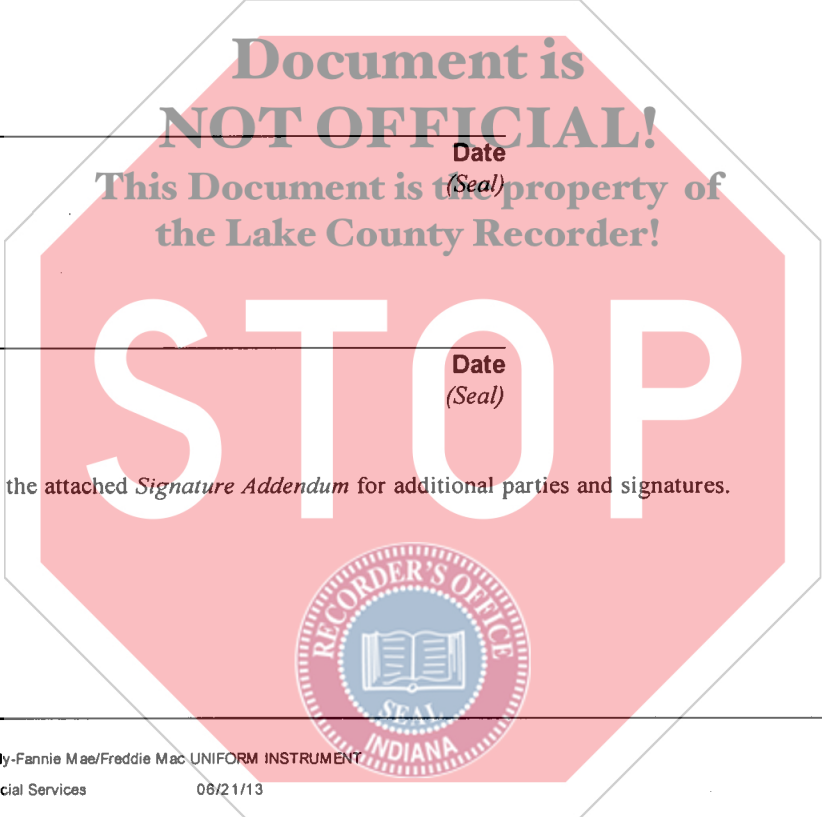 Document is
NOT OFFICIAL!
Date
This Document is the property of
(Seal)
the Lake County Recorder!
STOP
Date
(Seal)
the attached Signature Addendum for additional parties and signatures.
RECORDER'S OFFICE
SEAL
INDIANA
ly-Fannie Mae/Freddie Mac UNIFORM INSTRUMENT
cial Services 06/21/13